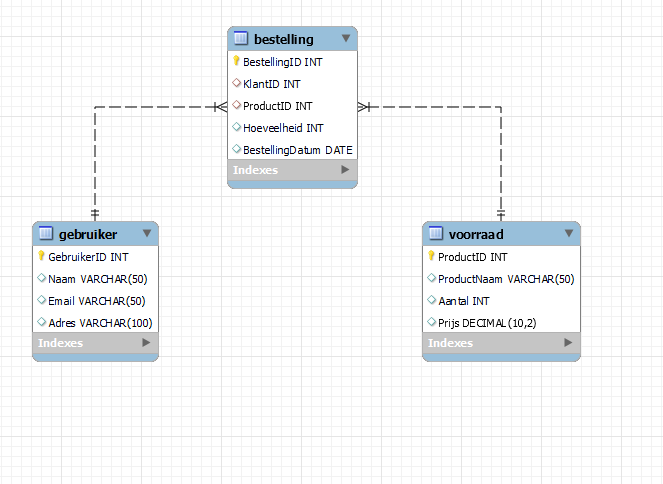 bestelling
BestellingID INT
KlantID INT
ProductID INT
Hoeveelheid INT
BestellingDatum DATE
Indexes
gebruiker
GebruikerID INT
Naam VARCHAR(50)
Email VARCHAR(50)
Adres VARCHAR(100)
Indexes
voorraad
ProductID INT
ProductNaam VARCHAR(50)
Aantal INT
Prijs DECIMAL(10,2)
Indexes